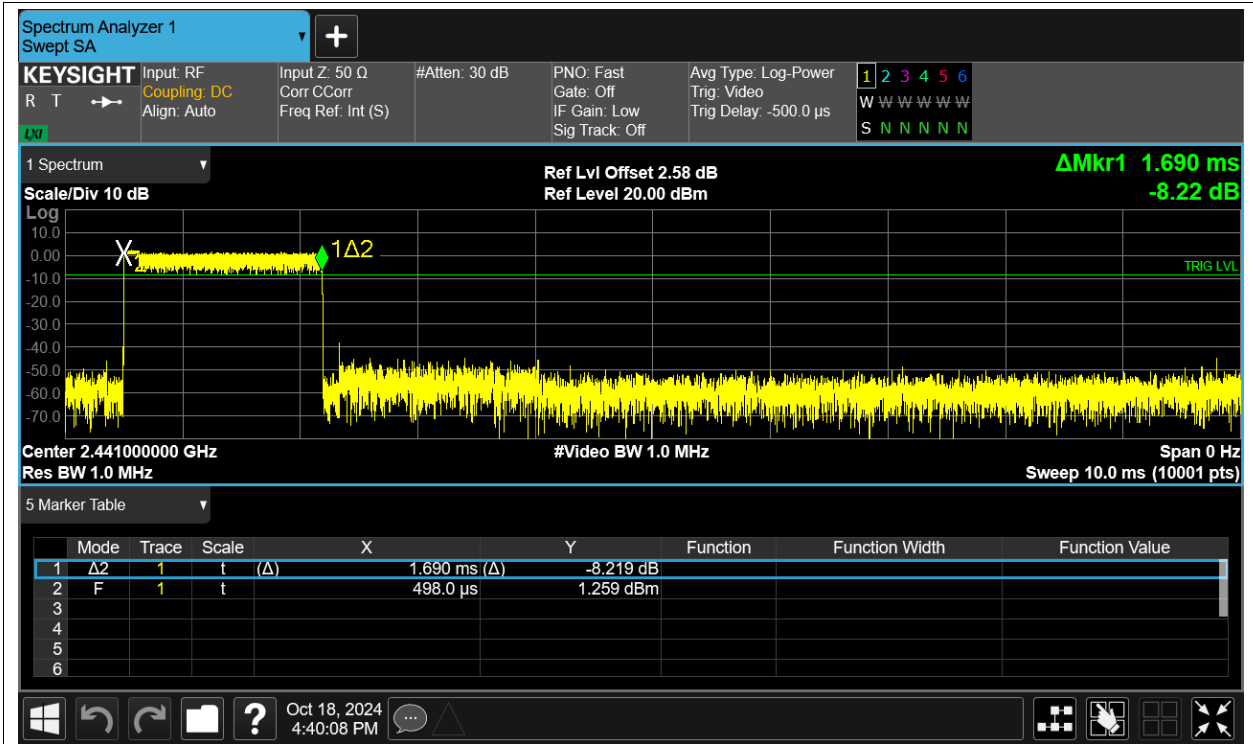 Spectrum Analyzer 1
Swept SA
+
KEYSIGHT Input: RF Input Z: 50 Ω #Atten: 30 dB PNO: Fast Avg Type: Log-Power 1 2 3 4 5 6
R T Coupling: DC Corr CCorr Gate: Off Trig: Video W W W W W W
Align: Auto Freq Ref: Int (S) IF Gain: Low Trig Delay: -500.0 µs
LXI Sig Track: Off S N N N N N
1 Spectrum Ref Lvl Offset 2.58 dB ΔMkr1 1.690 ms
Scale/Div 10 dB Ref Level 20.00 dBm -8.22 dB
Log
10.0
0.00 X2 1Δ2
TRIG LVL
-10.0
-20.0
-30.0
-40.0
-50.0
-60.0
-70.0
Center 2.441000000 GHz #Video BW 1.0 MHz Span 0 Hz
Res BW 1.0 MHz Sweep 10.0 ms (10001 pts)
5 Marker Table
Mode Trace Scale X Y Function Function Width Function Value
1 Δ2 1 t (Δ) 1.690 ms (Δ) -8.219 dB
2 F 1 t 498.0 µs 1.259 dBm
3
4
5
6
? Oct 18, 2024
4:40:08 PM